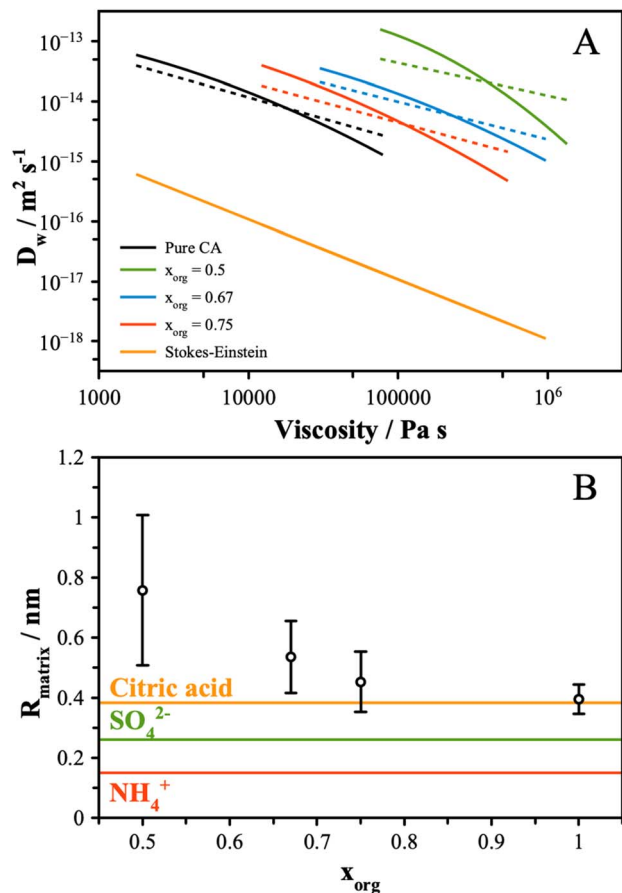 A
10⁻¹³
10⁻¹⁴
10⁻¹⁵
10⁻¹⁶
10⁻¹⁷
10⁻¹⁸
D_w / m² s⁻¹
Pure CA
x_org = 0.5
x_org = 0.67
x_org = 0.75
Stokes-Einstein
1000 10000 100000 10⁶
Viscosity / Pa s
B
1.2
1
0.8
0.6
0.4
0.2
0
R_matrix / nm
Citric acid
SO₄²⁻
NH₄⁺
0.5 0.6 0.7 0.8 0.9 1
x_org